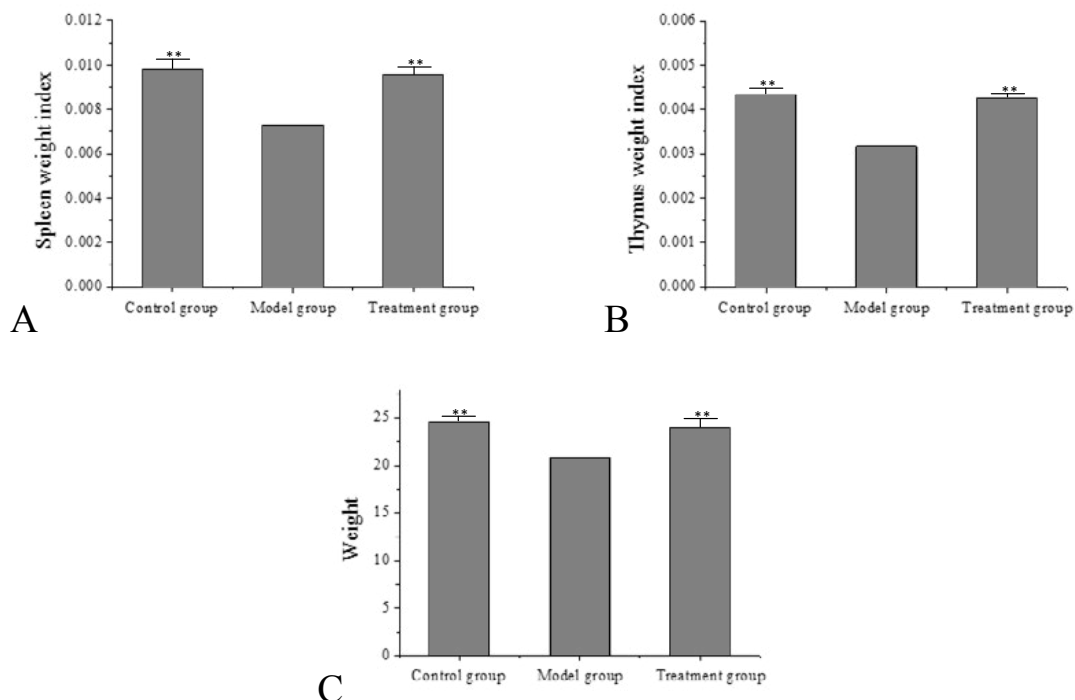 Spleen weight index
0.012
0.010
0.008
0.006
0.004
0.002
0.000
**
**
Control group
Model group
Treatment group
A
Thymus weight index
0.006
0.005
0.004
0.003
0.002
0.001
0.000
**
**
Control group
Model group
Treatment group
B
Weight
25
20
15
10
5
0
**
**
Control group
Model group
Treatment group
C